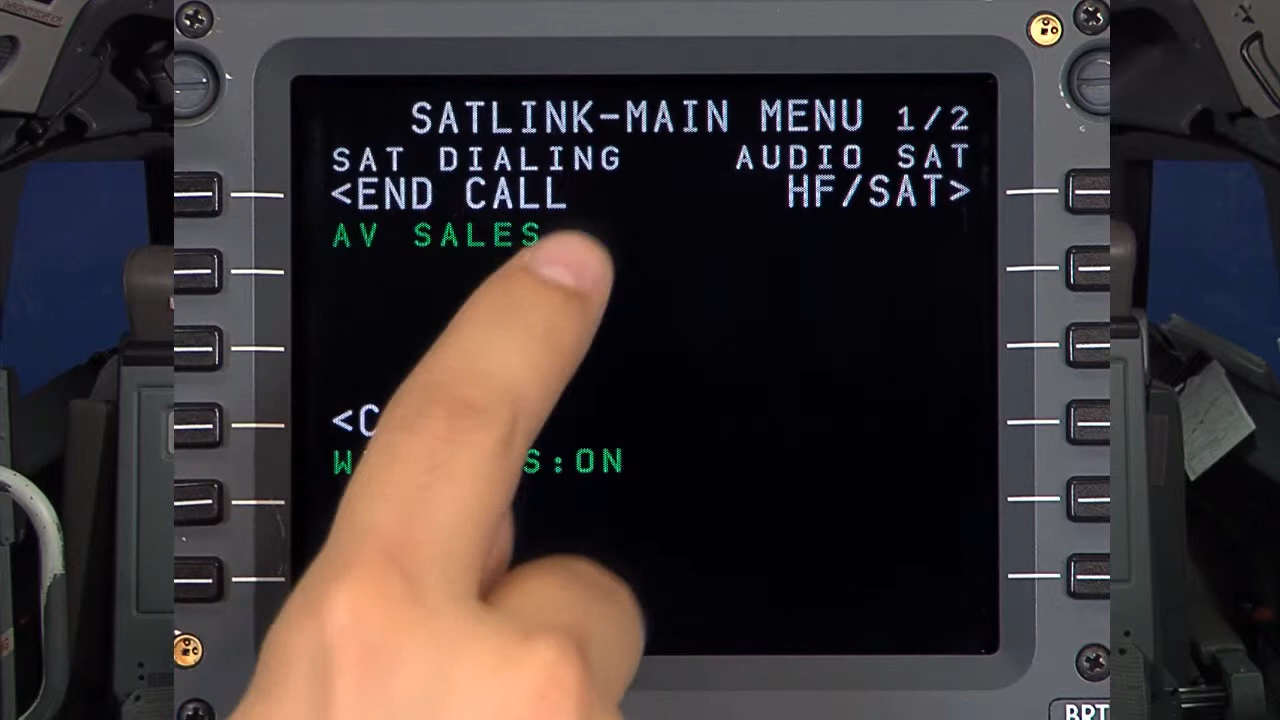 SATLINK-MAIN MENU 1/2
SAT DIALING AUDIO SAT
<END CALL HF/SAT>
AV SALES
:ON
BRT